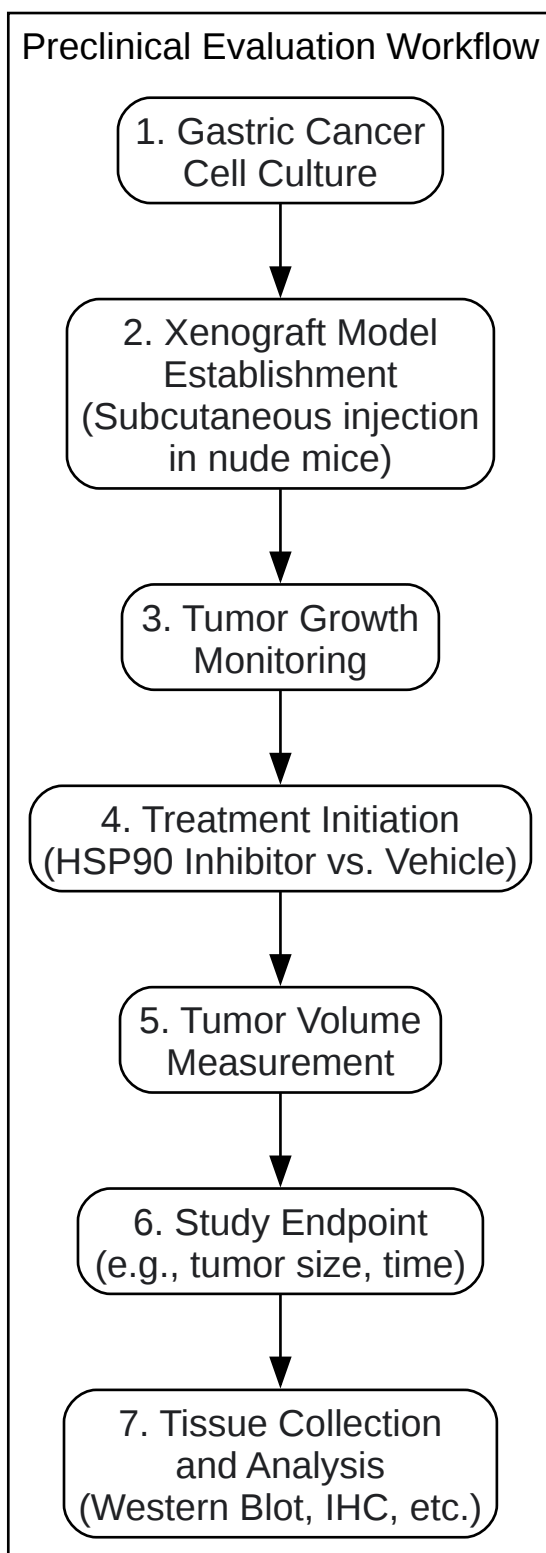 Preclinical Evaluation Workflow
1. Gastric Cancer
Cell Culture
2. Xenograft Model
Establishment
(Subcutaneous injection
in nude mice)
3. Tumor Growth
Monitoring
4. Treatment Initiation
(HSP90 Inhibitor vs. Vehicle)
5. Tumor Volume
Measurement
6. Study Endpoint
(e.g., tumor size, time)
7. Tissue Collection
and Analysis
(Western Blot, IHC, etc.)